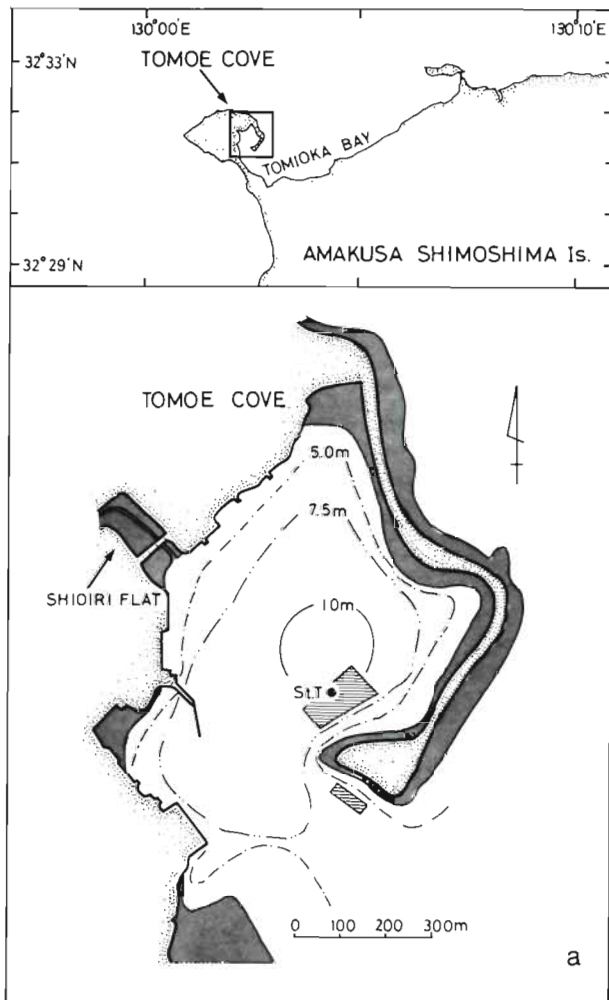 130°00'E
130°10'E
32°33'N
TOMOE COVE
TOMIOKA BAY
32°29'N
AMAKUSA SHIMOSHIMA Is.
TOMOE COVE
5.0m
7.5m
SHIOIRI FLAT
10m
St.T
0 100 200 300m
a